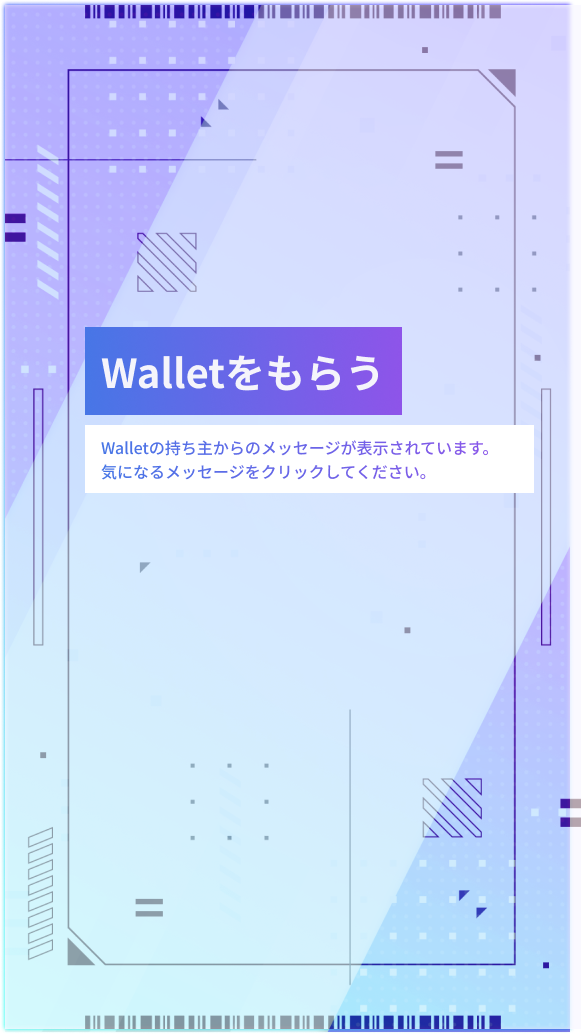 Walletをもらう
Walletの持ち主からのメッセージが表示されています。
気になるメッセージをクリックしてください。